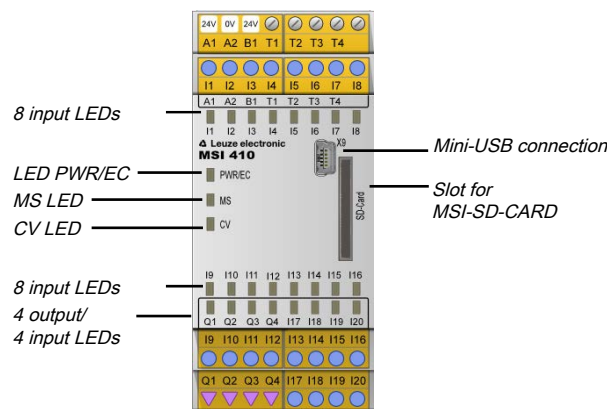 24V 0V 24V
A1 A2 B1 T1 T2 T3 T4
I1 I2 I3 I4 I5 I6 I7 I8
A1 A2 B1 T1 T2 T3 T4
8 input LEDs
I1 I2 I3 I4 I5 I6 I7 I8
Leuze electronic
X9
MSI 410
Mini-USB connection
LED PWR/EC
PWR/EC
MS LED
MS
CV LED
CV
SD-Card
Slot for
MSI-SD-CARD
I9 I10 I11 I12 I13 I14 I15 I16
8 input LEDs
4 output/
4 input LEDs
Q1 Q2 Q3 Q4 I17 I18 I19 I20
I9 I10 I11 I12 I13 I14 I15 I16
Q1 Q2 Q3 Q4 I17 I18 I19 I20